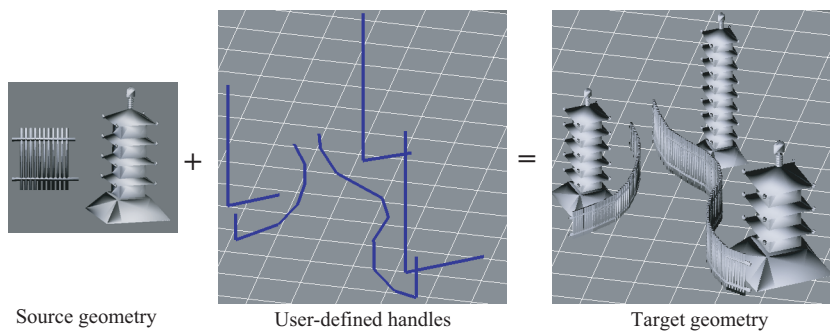 + =
Source geometry
User-defined handles
Target geometry